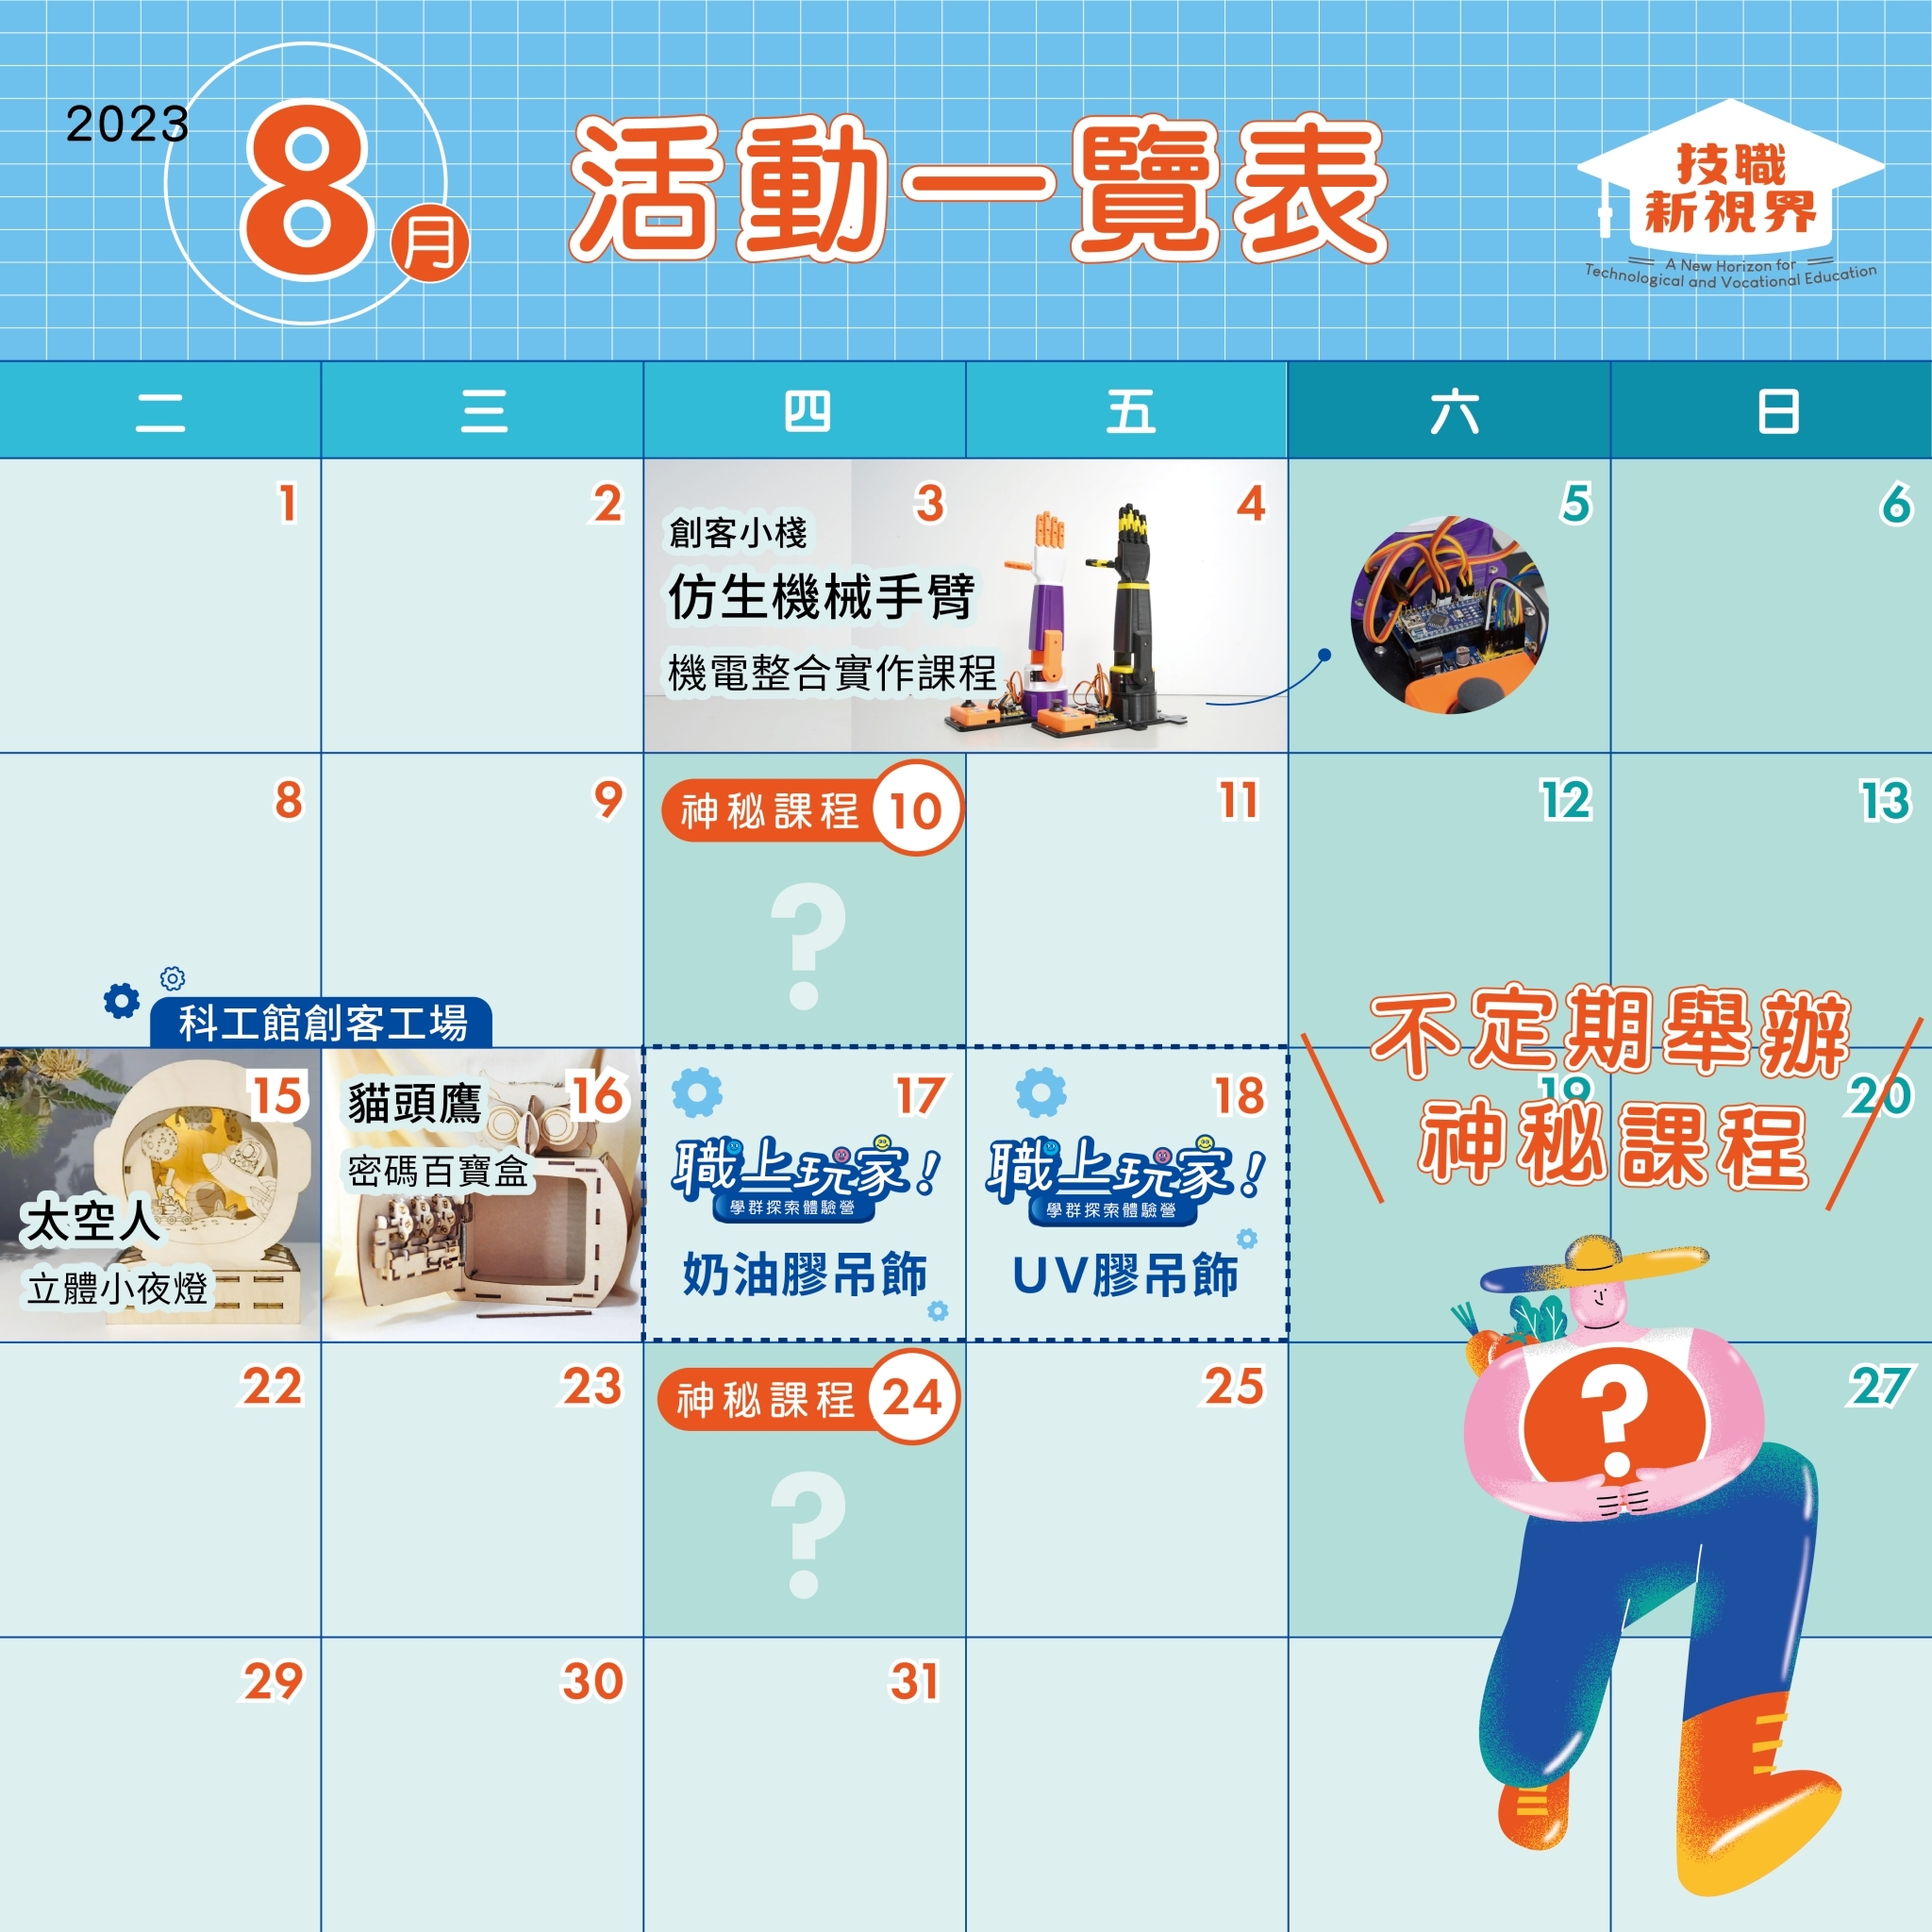 2023
8月
活動一覽表
技職
新視界
A New Horizon for
Technological and Vocational Education
二 三 四 五 六 日
1 2 3 4 5 6
創客小棧
仿生機械手臂
機電整合實作課程
8 9 神秘課程 10 11 12 13
?
科工館創客工場
不定期舉辦
神秘課程
15 16 17 18 19 20
太空人
立體小夜燈
貓頭鷹
密碼百寶盒
職上玩家!
學群探索體驗營
奶油膠吊飾
職上玩家!
學群探索體驗營
UV膠吊飾
22 23 神秘課程 24 25 27
?
?
29 30 31